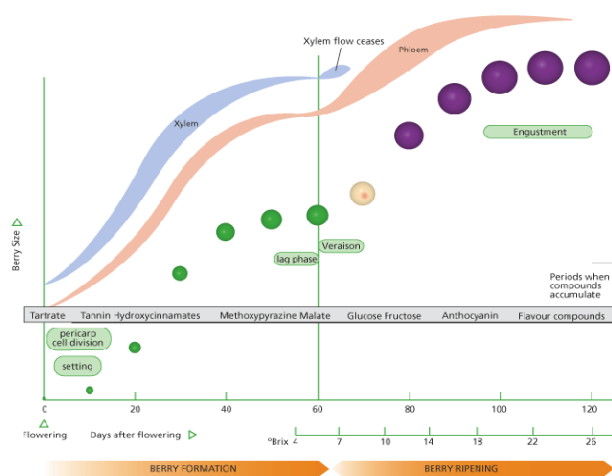 Xylem flow ceases
Phloem
Xylem
Engustment
Berry Size
Veraison
lag phase
Periods when
compounds
accumulate
Tartrate Tannin Hydroxycinnamates Methoxypyrazine Malate Glucose Fructose Anthocyanin Flavour compounds
pericarp
cell division
setting
0 20 40 60 80 100 120
Flowering Days after flowering
°Brix 4 7 10 14 18 22 26
BERRY FORMATION BERRY RIPENING